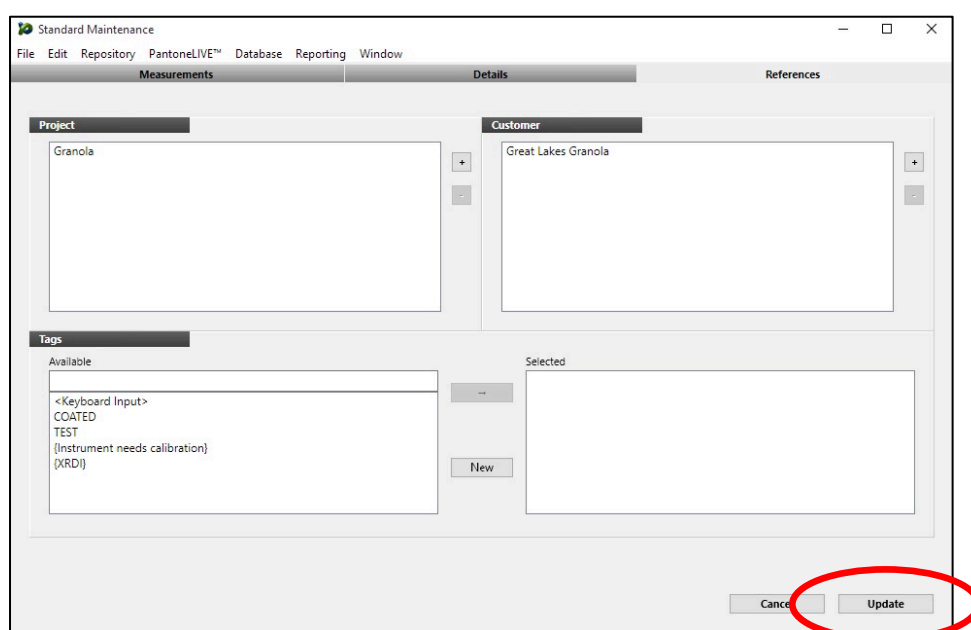 Standard Maintenance
File Edit Repository PantoneLIVE™ Database Reporting Window
Measurements Details References
Project Customer
Granola Great Lakes Granola
+ +
- -
Tags
Available Selected
<Keyboard Input> →
COATED
TEST
{Instrument needs calibration}
{XRDI} New
Cancel Update